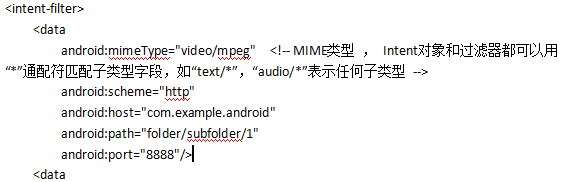 <intent-filter>
<data
android:mimeType="video/mpeg" <!-- MIME类型 ， Intent对象和过滤器都可以用
“*”通配符匹配子类型字段，如“text/*”，“audio/*”表示任何子类型 -->
android:scheme="http"
android:host="com.example.android"
android:path="folder/subfolder/1"
android:port="8888"/>
<data